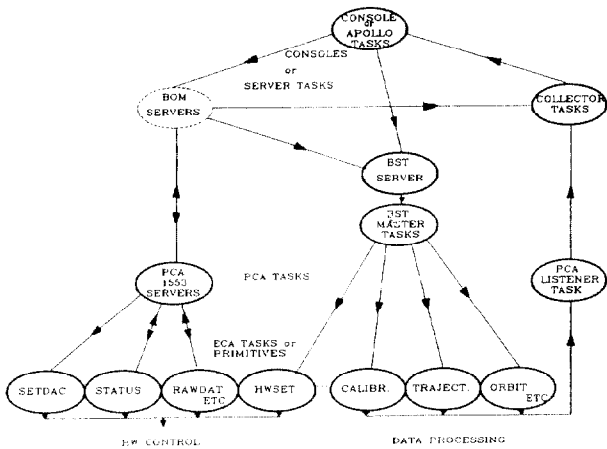 CONSOLE
or
APOLLO
TASKS
CONSOLES
or
SERVER TASKS
BOM
SERVERS
COLLECTOR
TASKS
BST
SERVER
BST
MASTER
TASKS
PCA
1553
SERVERS
PCA TASKS
PCA
LISTENER
TASK
ECA TASKS or
PRIMITIVES
SETDAC
STATUS
RAWDAT
ETC
HWSET
CALIBR.
TRAJECT.
ORBIT
ETC
HW CONTROL
DATA PROCESSING